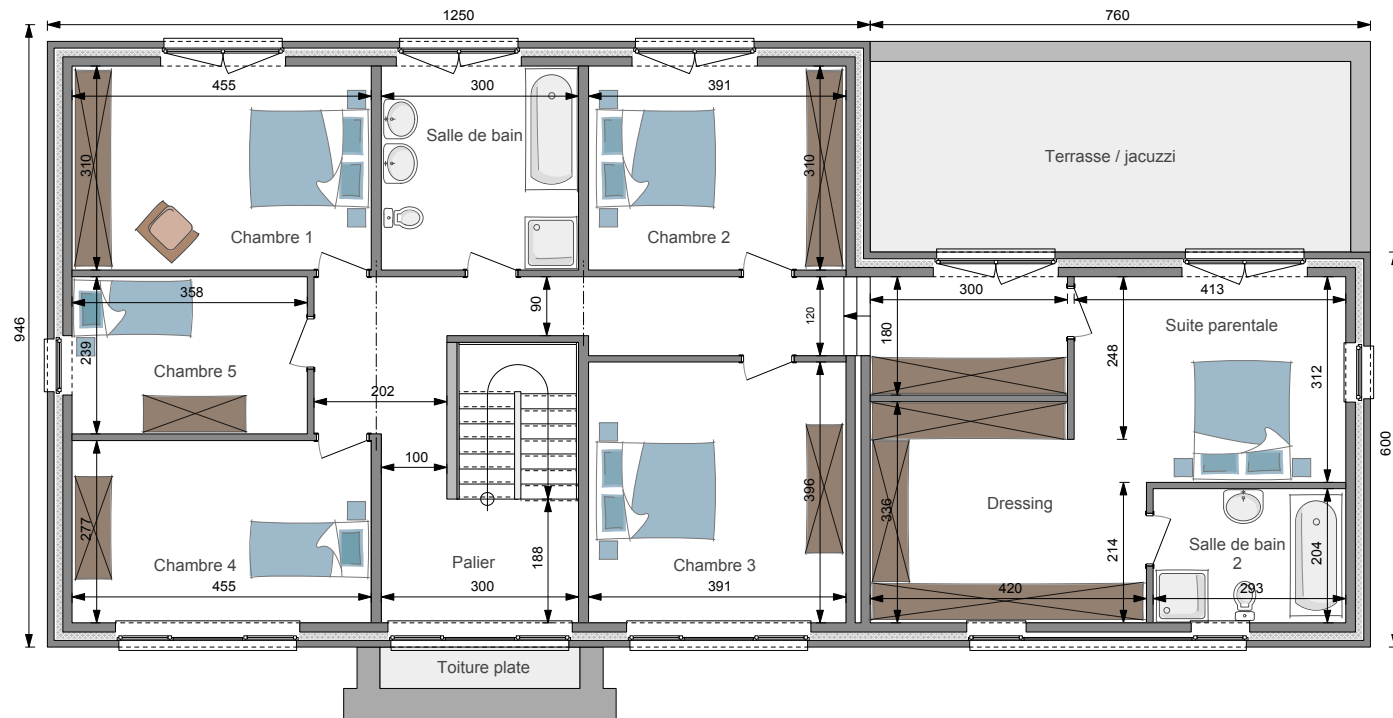 1250
760
455
300
391
Salle de bain
310
310
Terrasse / jacuzzi
Chambre 1
Chambre 2
946
358
90
120
300
413
180
Suite parentale
239
248
Chambre 5
312
202
600
100
396
336
Dressing
277
188
214
Salle de bain
2
204
Chambre 4
Palier
Chambre 3
455
300
391
420
293
Toiture plate